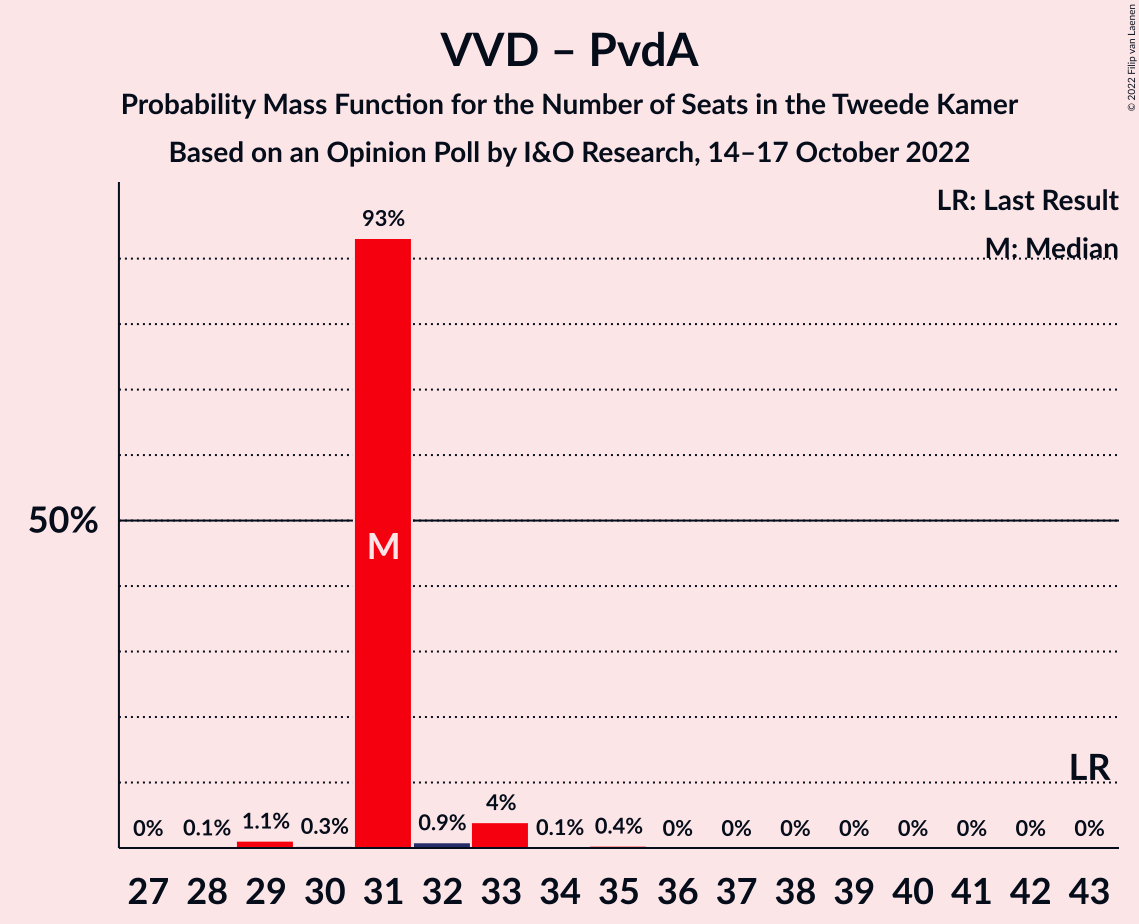 VVD – PvdA
Probability Mass Function for the Number of Seats in the Tweede Kamer
Based on an Opinion Poll by I&O Research, 14–17 October 2022
© 2022 Filip van Laenen
LR: Last Result
M: Median
93%
50%
M
LR
0% 0.1% 1.1% 0.3% 0.9% 4% 0.1% 0.4% 0% 0% 0% 0% 0% 0% 0% 0%
27 28 29 30 31 32 33 34 35 36 37 38 39 40 41 42 43